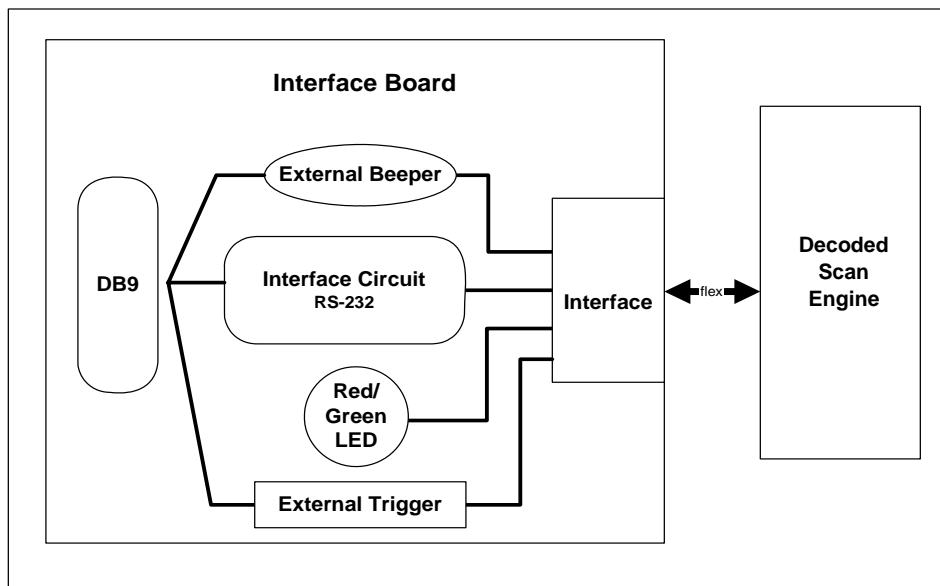 Interface Board
External Beeper
DB9
Interface Circuit
RS-232
Interface
flex
Decoded
Scan
Engine
Red/
Green
LED
External Trigger